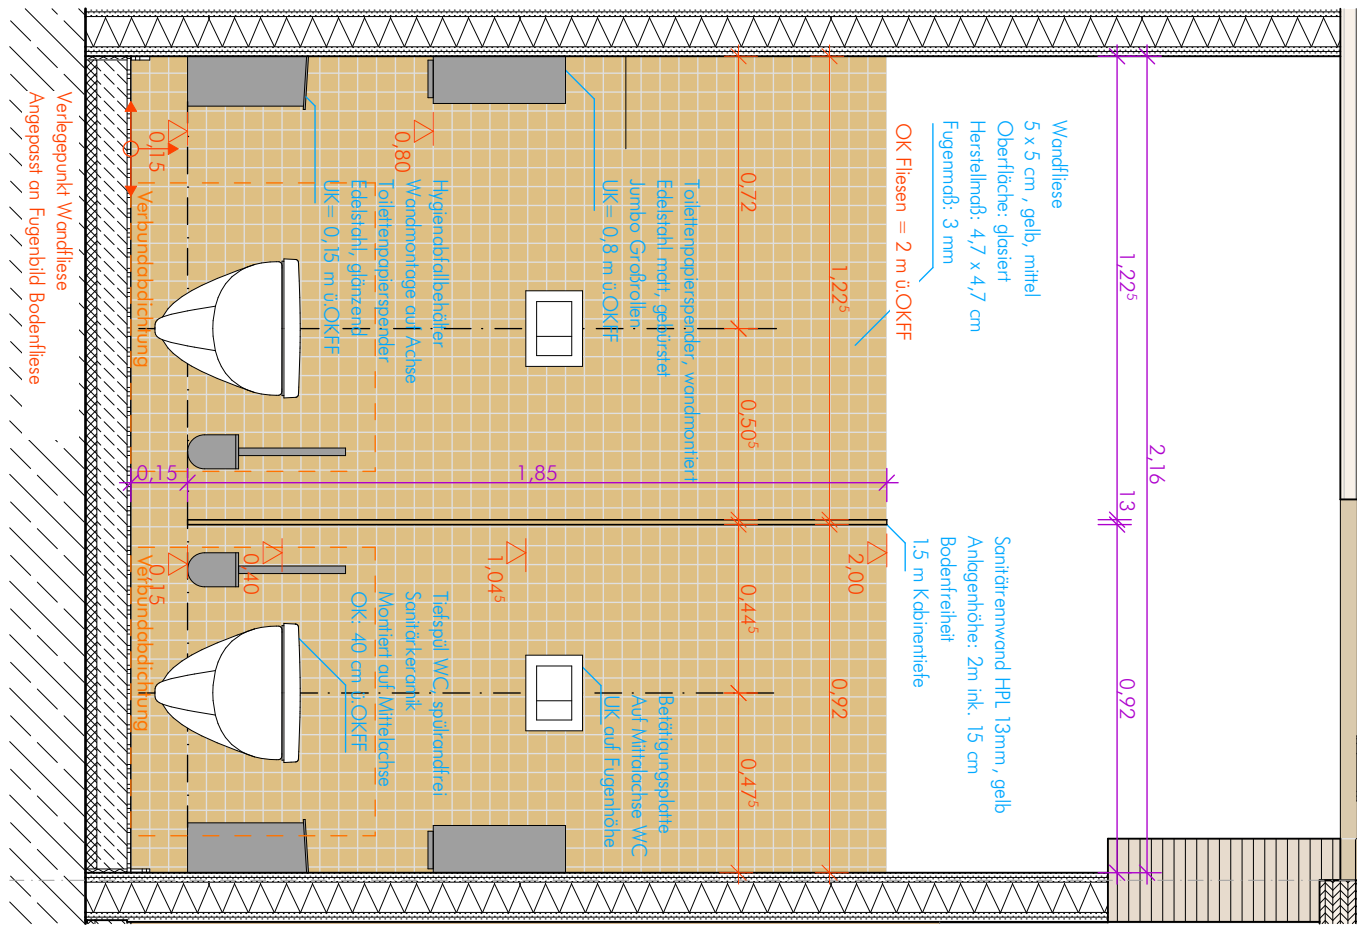 Wandfliese
5 x 5 cm , gelb, mittel
Oberfläche: glasiert
Herstellmaß: 4,7 x 4,7 cm
Fugenmaß: 3 mm
OK Fliesen = 2 m ü.OKFF
Sanitärrennwand HPL 13mm , gelb
Anlagenhöhe: 2m ink. 15 cm
Bodenfreiheit
1.5 m Kabinentiefe
2,16
1,22⁵
13
0,92
1,22⁵
0,92
0,72
0,50⁵
0,44⁵
0,47⁵
Toilettenpapierspender, wandmontiert
Edelstahl matt, gebürstet
Jumbo Großrollen
UK= 0,8 m ü.OKFF
Betätigungsplatte
Auf Mittalachse WC
UK auf Fugenhöhe
Hygienabfallbehälter
Wandmontage auf Achse
Toilettenpapierspender
Edelstahl, glänzend
UK= 0,15 m ü.OKFF
Tiefspül WC, spülrandfrei
Sanitärkeramik
Montiert auf Mittelachse
OK: 40 cm ü.OKFF
2,00
1,04⁵
0,40
0,15
0,80
0,15
1,85
0,15
Verbundabdichtung
Verbundabdichtung
Verlegepunkt Wandfliese
Angepasst an Fugenbild Bodenfliese